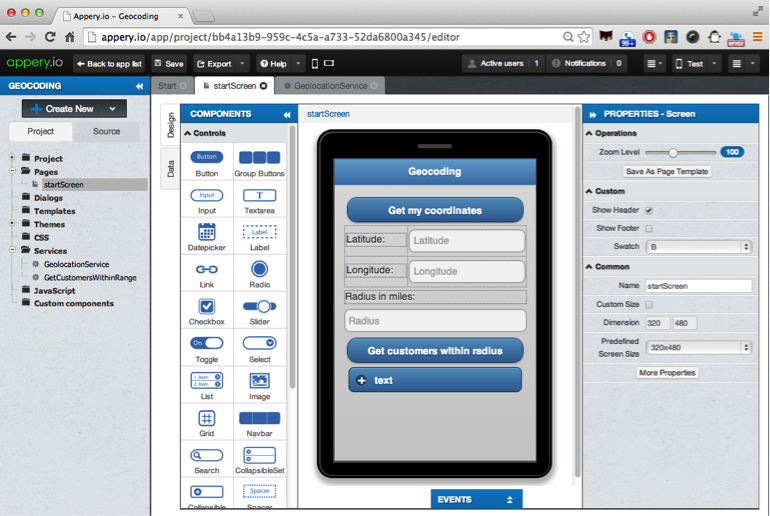 Appery.io - Geocoding
appery.io/app/project/bb4a13b9-959c-4c5a-a733-52da6800a345/editor
99+
error
appery.io
Back to app list
Save
Export
Help
Active users
1
Notifications
0
Test
GEOCODING
Create New
Project
Source
Project
Pages
startScreen
Dialogs
Templates
Themes
CSS
Services
GeolocationService
GetCustomersWithinRange
JavaScript
Custom components
Start
startScreen
GeolocationService
Design
Data
COMPONENTS
Controls
Button
Button
Group Buttons
Input
Input
T
Textarea
Datepicker
Label
Label
Link
Radio
Checkbox
Slider
On
Toggle
Select
1. Item
2. Item
List
Image
Grid
Navbar
Search
CollapsibleSet
Collapsible
Spacer
Spacer
startScreen
Geocoding
Get my coordinates
Latitude:
Latitude
Longitude:
Longitude
Radius in miles:
Radius
Get customers within radius
text
EVENTS
PROPERTIES - Screen
Operations
Zoom Level
100
Save As Page Template
Custom
Show Header
Show Footer
Swatch
B
Common
Name
startScreen
Custom Size
Dimension
320
480
Predefined
Screen Size
320x480
More Properties